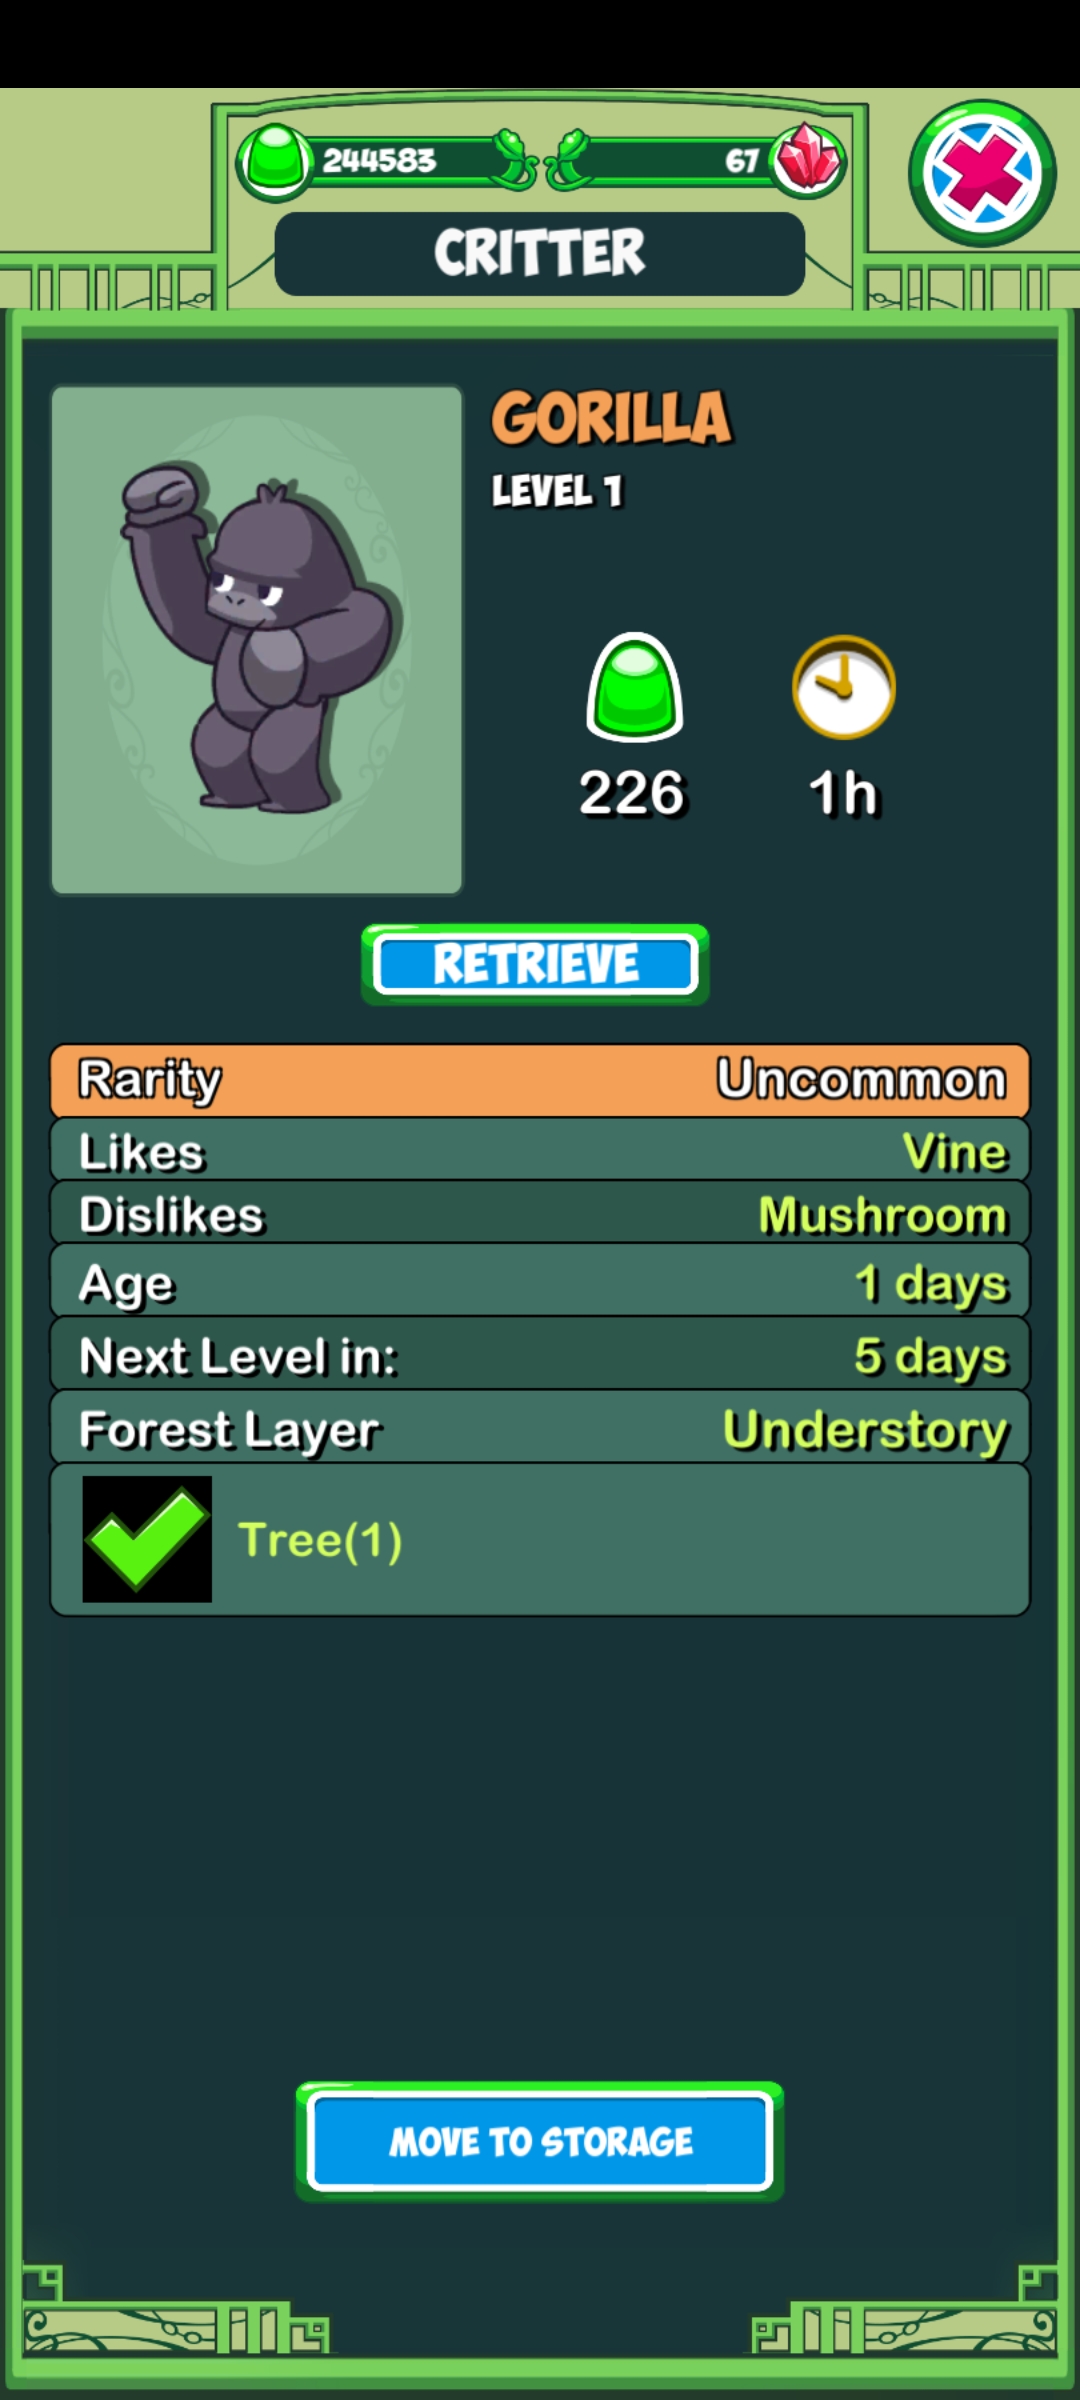 244583 67
CRITTER
GORILLA
LEVEL 1
226 1h
RETRIEVE
Rarity Uncommon
Likes Vine
Dislikes Mushroom
Age 1 days
Next Level in: 5 days
Forest Layer Understory
Tree(1)
MOVE TO STORAGE